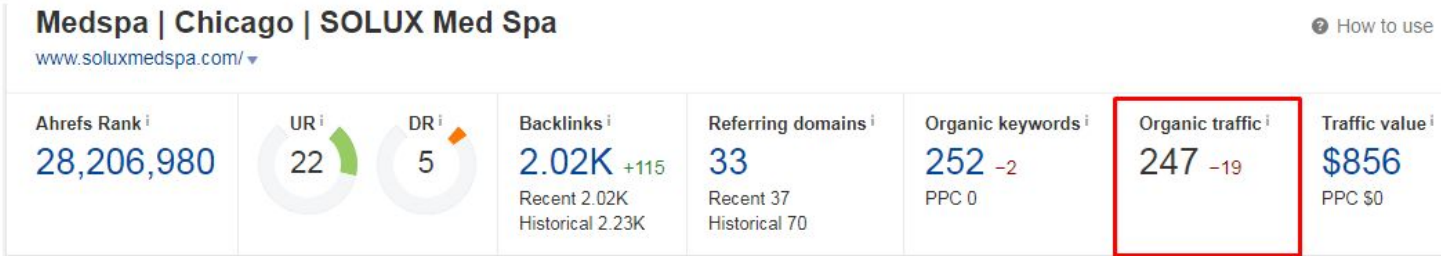 Medspa | Chicago | SOLUX Med Spa
How to use
www.soluxmedspa.com/
Ahrefs Rank i
28,206,980
UR i
22
DR i
5
Backlinks i
2.02K +115
Recent 2.02K
Historical 2.23K
Referring domains i
33
Recent 37
Historical 70
Organic keywords i
252 −2
PPC 0
Organic traffic i
247 −19
Traffic value i
$856
PPC $0